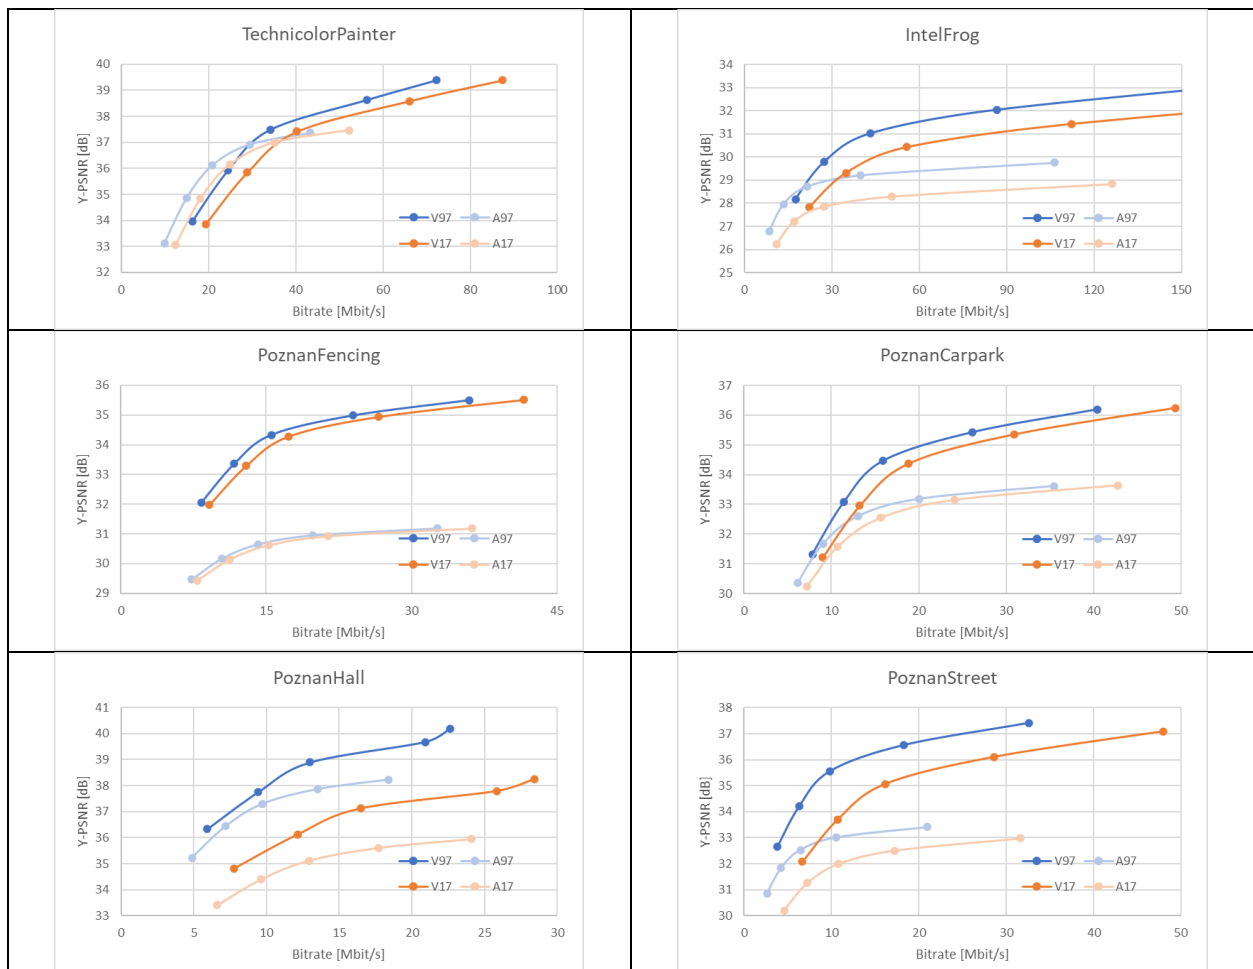 TechnicolorPainter
40
39
38
37
36
35
34
33
32
Y-PSNR [dB]
V97 A97
V17 A17
0 20 40 60 80 100
Bitrate [Mbit/s]
IntelFrog
34
33
32
31
30
29
28
27
26
25
Y-PSNR [dB]
V97 A97
V17 A17
0 30 60 90 120 150
Bitrate [Mbit/s]
PoznanFencing
36
35
34
33
32
31
30
29
Y-PSNR [dB]
V97 A97
V17 A17
0 15 30 45
Bitrate [Mbit/s]
PoznanCarpark
37
36
35
34
33
32
31
30
Y-PSNR [dB]
V97 A97
V17 A17
0 10 20 30 40 50
Bitrate [Mbit/s]
PoznanHall
41
40
39
38
37
36
35
34
33
Y-PSNR [dB]
V97 A97
V17 A17
0 5 10 15 20 25 30
Bitrate [Mbit/s]
PoznanStreet
38
37
36
35
34
33
32
31
30
Y-PSNR [dB]
V97 A97
V17 A17
0 10 20 30 40 50
Bitrate [Mbit/s]